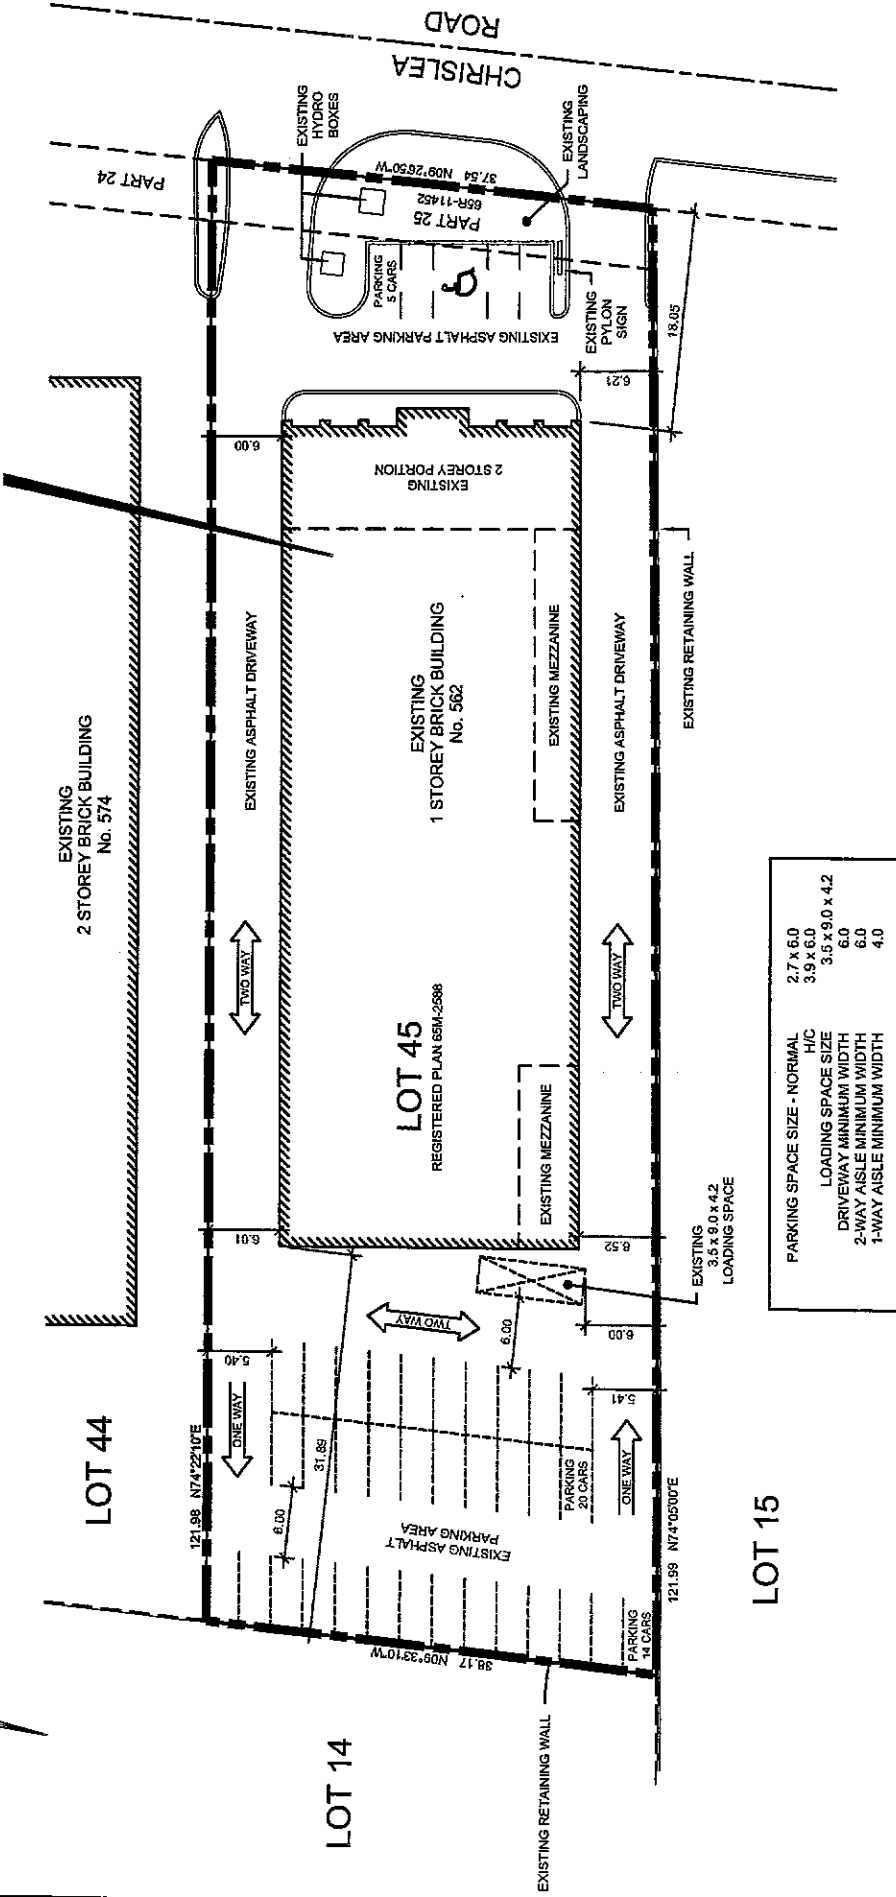 CHRISLEA
ROAD
PART 24
EXISTING
HYDRO
BOXES
N09°26'50"W
37.54
65R-11452
PART 25
EXISTING
LANDSCAPING
PARKING
5 CARS
EXISTING ASPHALT PARKING AREA
EXISTING
PYLON
SIGN
18.05
6.21
6.00
EXISTING
2 STOREY PORTION
EXISTING
2 STOREY BRICK BUILDING
No. 574
EXISTING ASPHALT DRIVEWAY
EXISTING
1 STOREY BRICK BUILDING
No. 562
EXISTING MEZZANINE
EXISTING ASPHALT DRIVEWAY
EXISTING RETAINING WALL
TWO WAY
LOT 45
REGISTERED PLAN 65M-2588
TWO WAY
EXISTING MEZZANINE
6.01
EXISTING
3.5 x 9.0 x 4.2
LOADING SPACE
TWO WAY
6.00
6.00
5.40
5.41
LOT 44
121.98 N74°22'10"E
ONE WAY
31.89
6.00
PARKING
20 CARS
ONE WAY
EXISTING ASPHALT
PARKING AREA
121.99 N74°05'00"E
LOT 15
38.17
PARKING
14 CARS
LOT 14
EXISTING RETAINING WALL
PARKING SPACE SIZE - NORMAL 2.7 x 6.0
H/C 3.9 x 6.0
LOADING SPACE SIZE 3.5 x 9.0 x 4.2
DRIVEWAY MINIMUM WIDTH 6.0
2-WAY AISLE MINIMUM WIDTH 6.0
1-WAY AISLE MINIMUM WIDTH 4.0